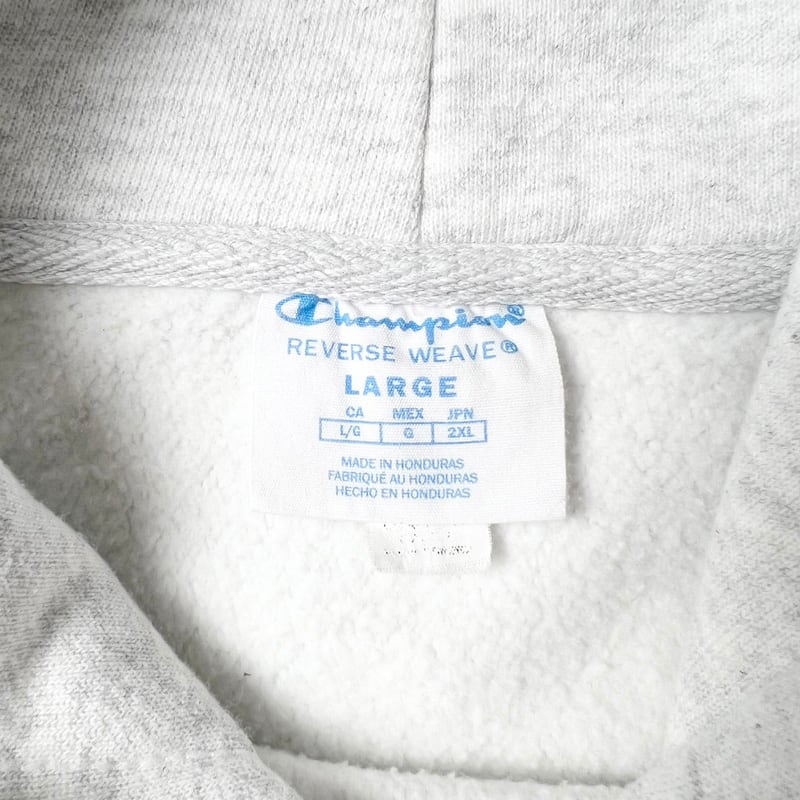 Champion®
REVERSE WEAVE®
LARGE
CA MEX JPN
L/G G 2XL
MADE IN HONDURAS
FABRIQUÉ AU HONDURAS
HECHO EN HONDURAS